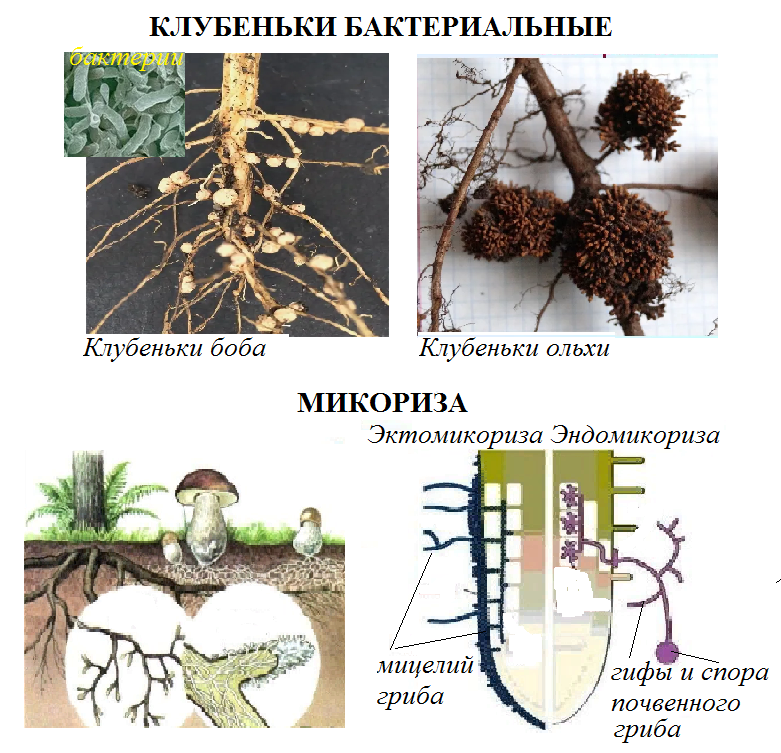 КЛУБЕНЬКИ БАКТЕРИАЛЬНЫЕ
бактерии
Клубеньки боба
Клубеньки ольхи
МИКОРИЗА
Эктомикориза
Эндомикориза
мицелий
гриба
гифы и спора
почвенного
гриба